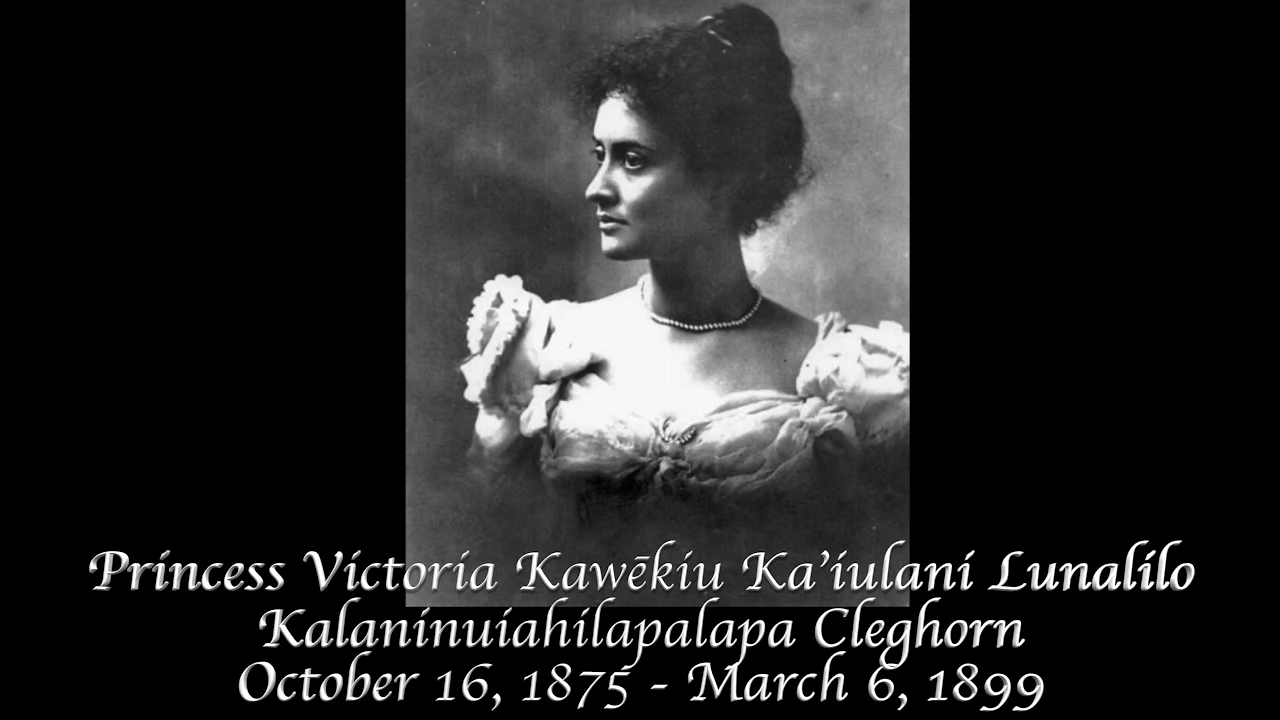 Princess Victoria Kawēkiu Ka'iulani Lunalilo
Kalaninuiahilapalapa Cleghorn
October 16, 1875 - March 6, 1899